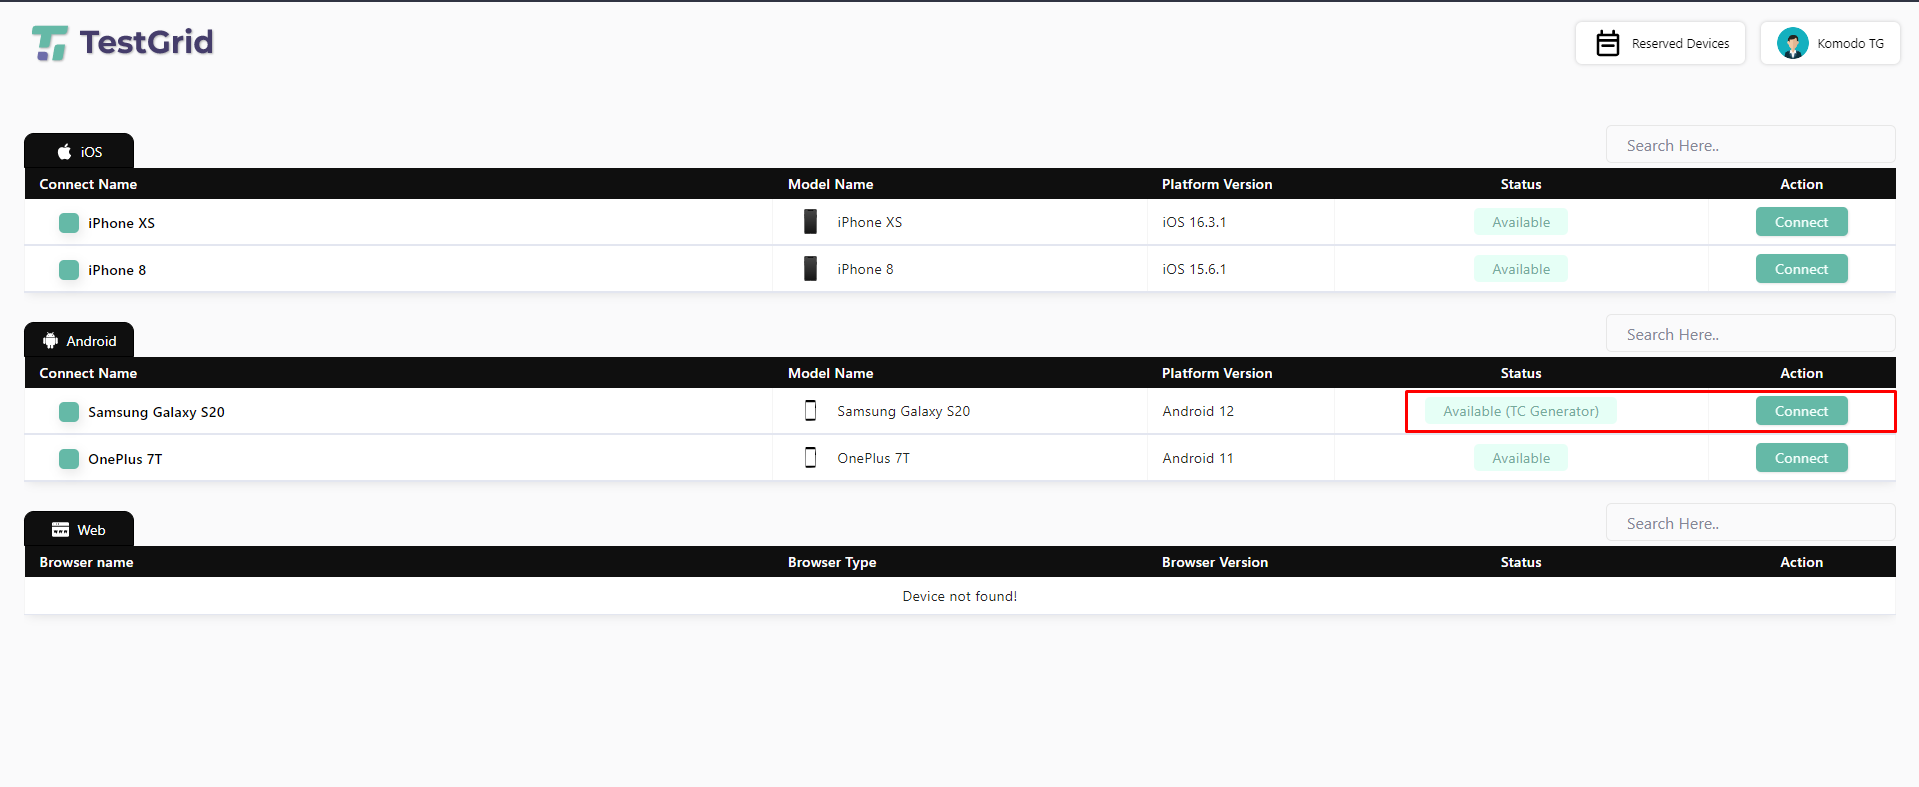 TestGrid
Reserved Devices
Komodo TG
iOS
Search Here..
Connect Name Model Name Platform Version Status Action
iPhone XS iPhone XS iOS 16.3.1 Available Connect
iPhone 8 iPhone 8 iOS 15.6.1 Available Connect
Android
Search Here..
Connect Name Model Name Platform Version Status Action
Samsung Galaxy S20 Samsung Galaxy S20 Android 12 Available (TC Generator) Connect
OnePlus 7T OnePlus 7T Android 11 Available Connect
Web
Search Here..
Browser name Browser Type Browser Version Status Action
Device not found!